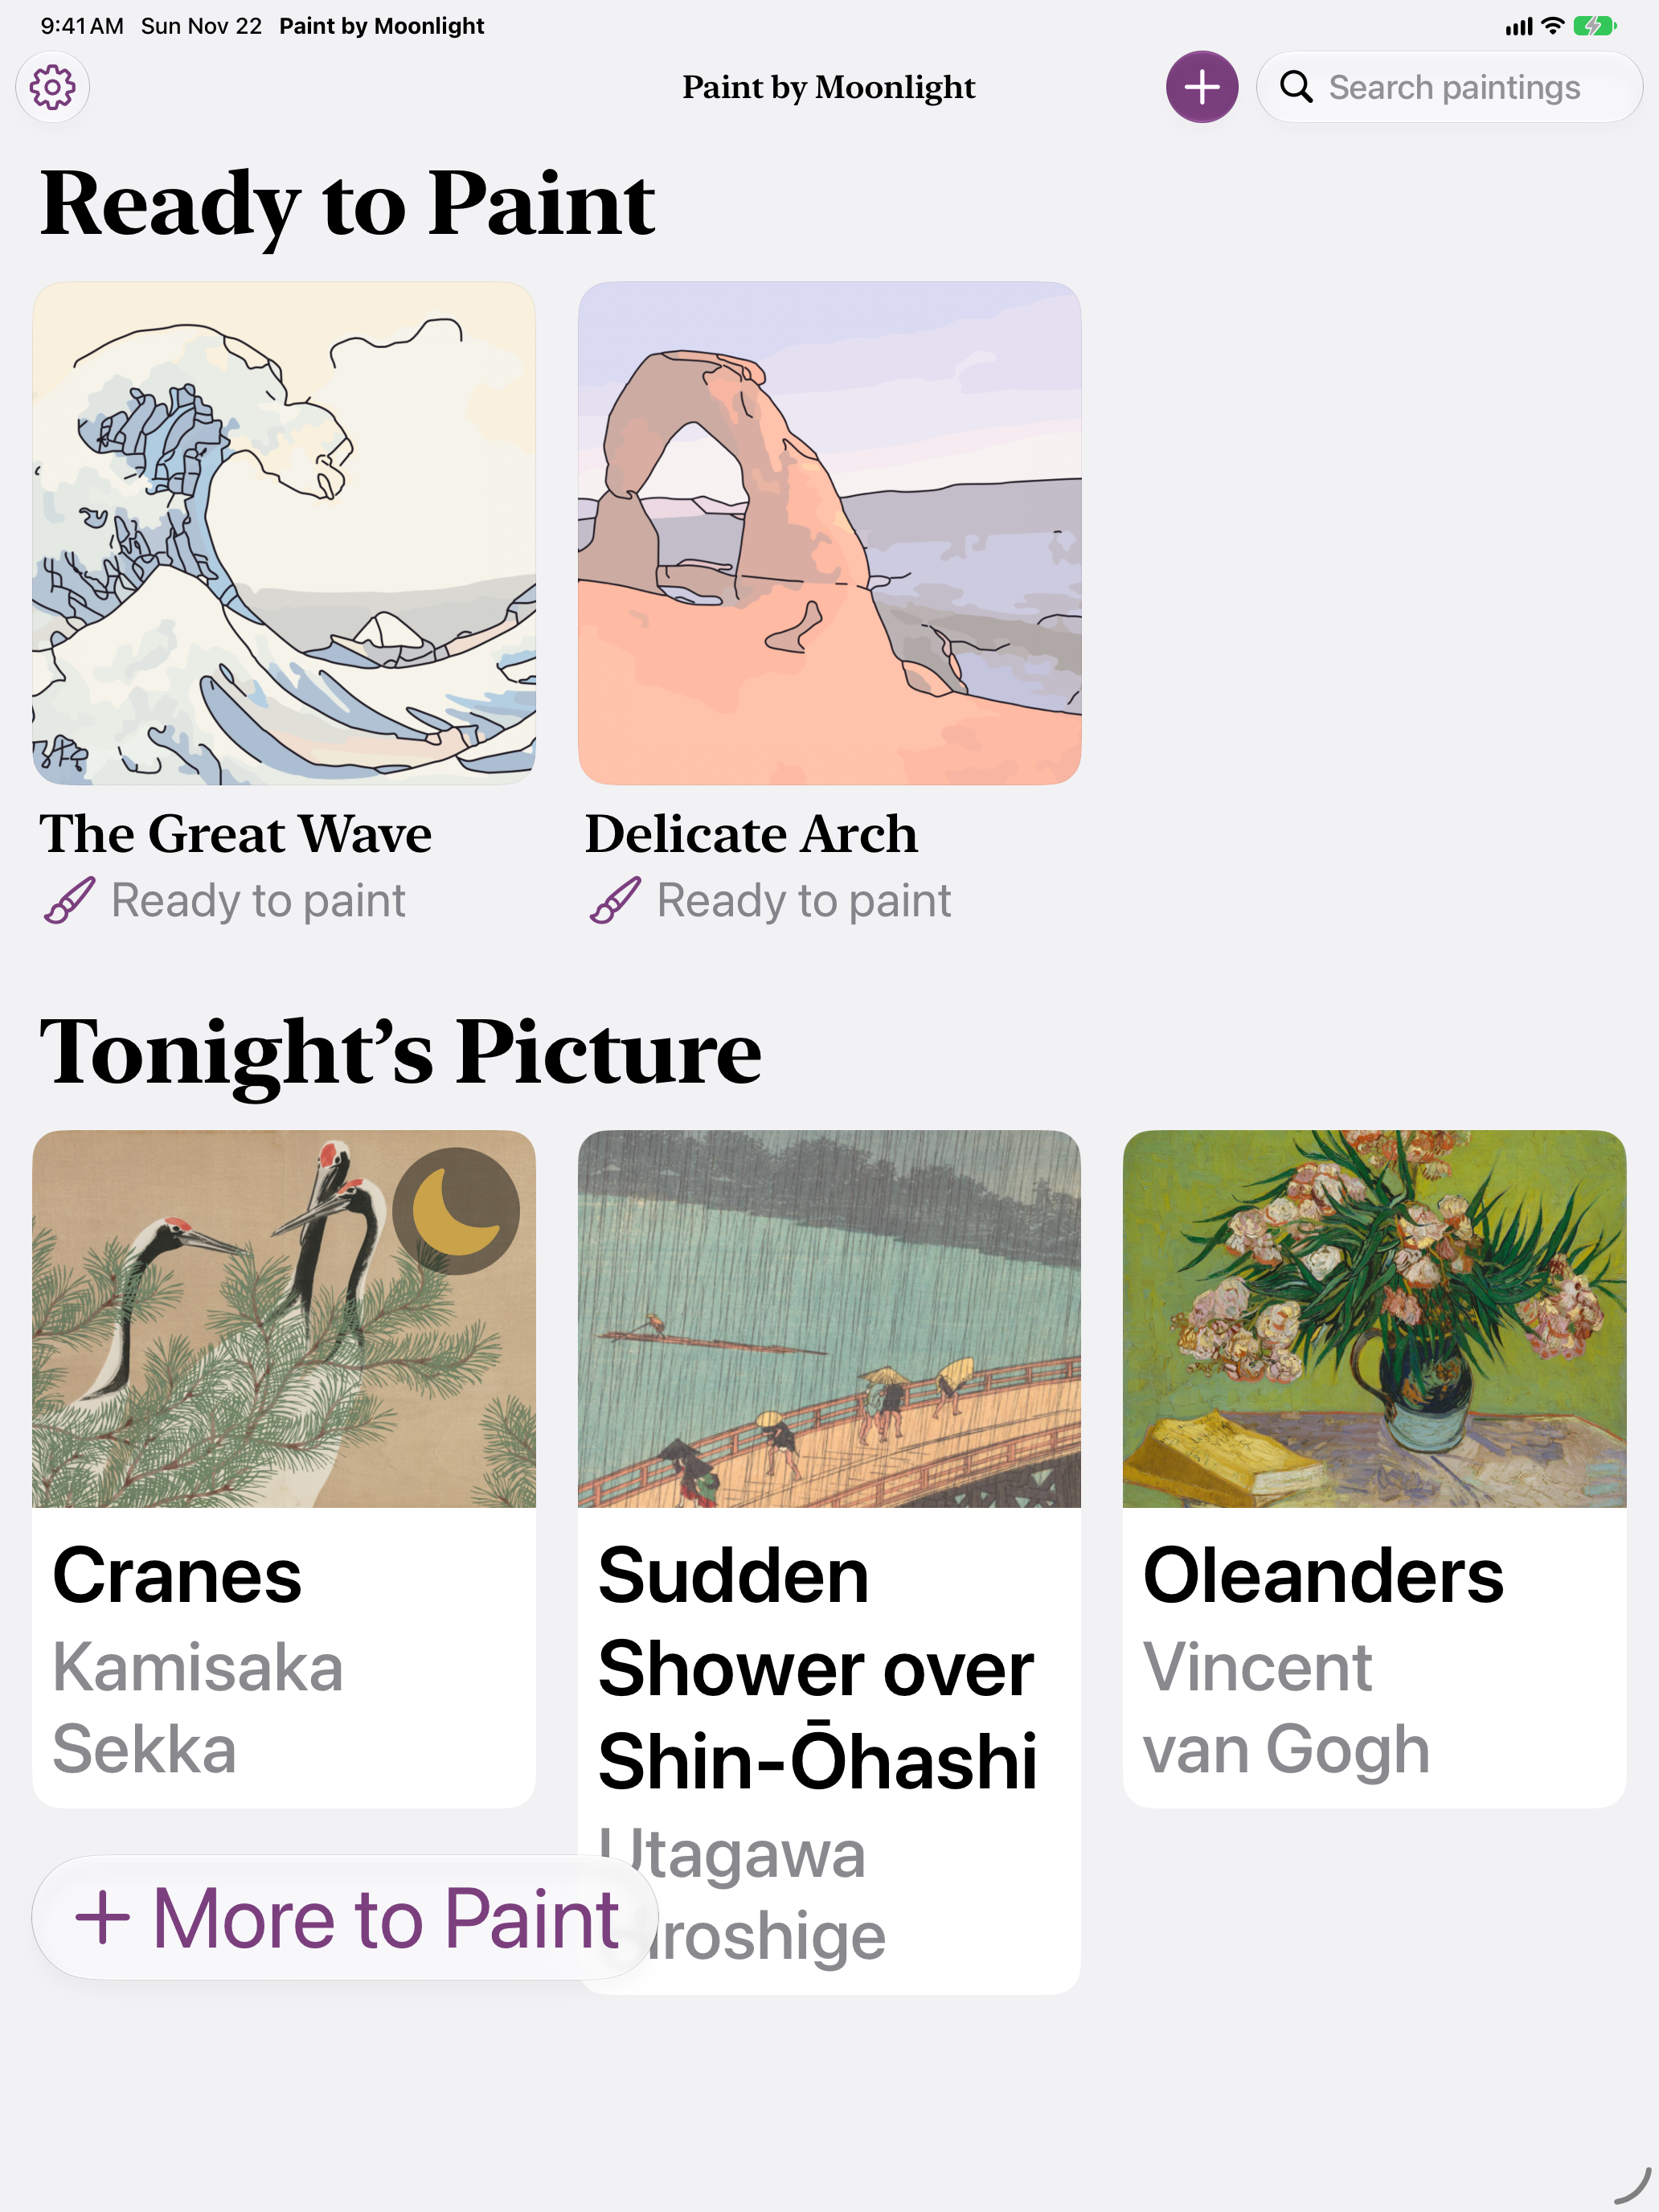 9:41 AM Sun Nov 22 Paint by Moonlight
Paint by Moonlight
Search paintings
Ready to Paint
The Great Wave
Ready to paint
Delicate Arch
Ready to paint
Tonight’s Picture
Cranes
Kamisaka
Sekka
Sudden
Shower over
Shin-Ōhashi
Utagawa
Oleanders
Vincent
van Gogh
+ More to Paint